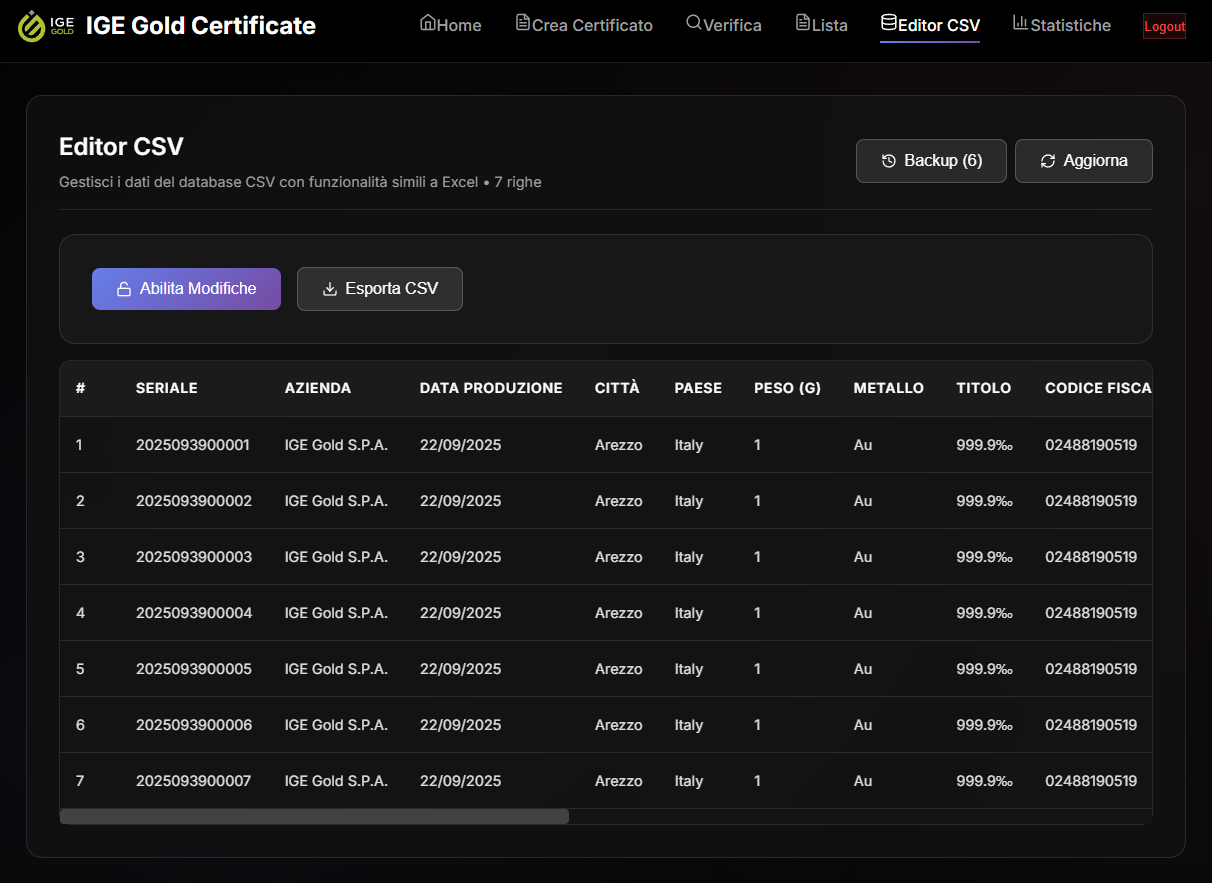 IGE GOLD IGE Gold Certificate Home Crea Certificato Verifica Lista Editor CSV Statistiche Logout
Editor CSV
Gestisci i dati del database CSV con funzionalità simili a Excel • 7 righe
Backup (6) Aggiorna
Abilita Modifiche Esporta CSV
# SERIALE AZIENDA DATA PRODUZIONE CITTÀ PAESE PESO (G) METALLO TITOLO CODICE FISCA
1 2025093900001 IGE Gold S.P.A. 22/09/2025 Arezzo Italy 1 Au 999.9‰ 02488190519
2 2025093900002 IGE Gold S.P.A. 22/09/2025 Arezzo Italy 1 Au 999.9‰ 02488190519
3 2025093900003 IGE Gold S.P.A. 22/09/2025 Arezzo Italy 1 Au 999.9‰ 02488190519
4 2025093900004 IGE Gold S.P.A. 22/09/2025 Arezzo Italy 1 Au 999.9‰ 02488190519
5 2025093900005 IGE Gold S.P.A. 22/09/2025 Arezzo Italy 1 Au 999.9‰ 02488190519
6 2025093900006 IGE Gold S.P.A. 22/09/2025 Arezzo Italy 1 Au 999.9‰ 02488190519
7 2025093900007 IGE Gold S.P.A. 22/09/2025 Arezzo Italy 1 Au 999.9‰ 02488190519